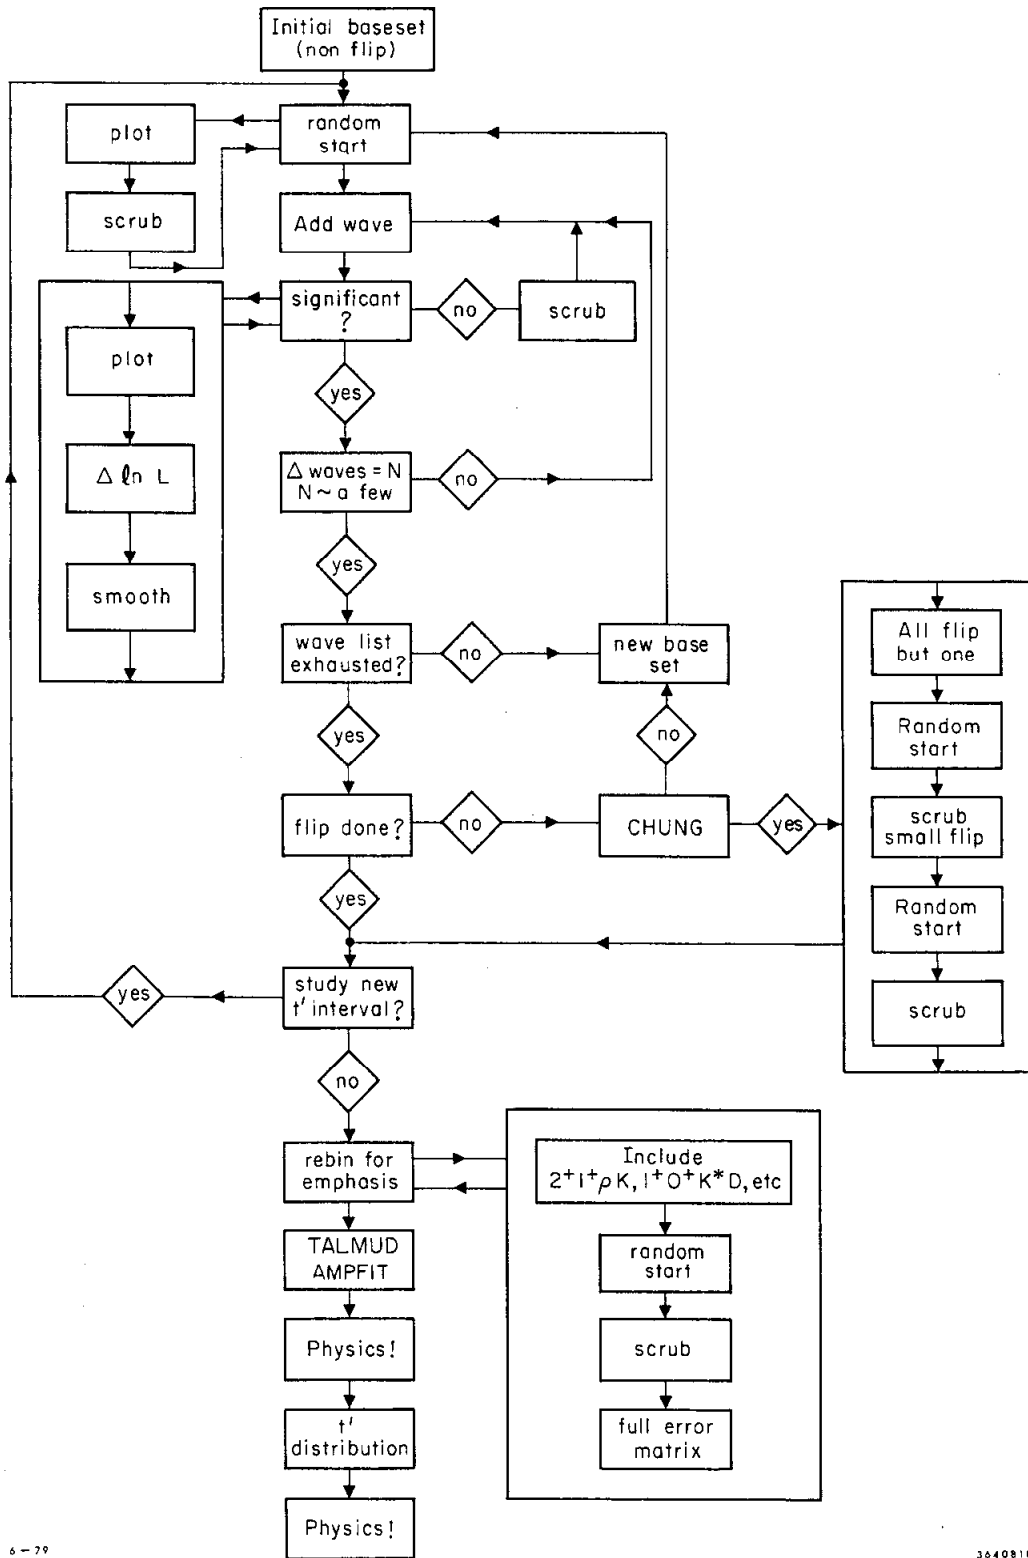 Initial baseset
(non flip)
plot
random
start
scrub
Add wave
significant
?
no
scrub
plot
yes
Δ ln L
Δ waves = N
N ~ a few
no
smooth
yes
wave list
exhausted?
no
new base
set
All flip
but one
yes
no
Random
start
flip done?
no
CHUNG
yes
scrub
small flip
yes
Random
start
yes
study new
t' interval?
scrub
no
rebin for
emphasis
Include
2+1+ρK, 1+0+K*D, etc
TALMUD
AMPFIT
random
start
Physics!
scrub
t'
distribution
full error
matrix
Physics!
6-79